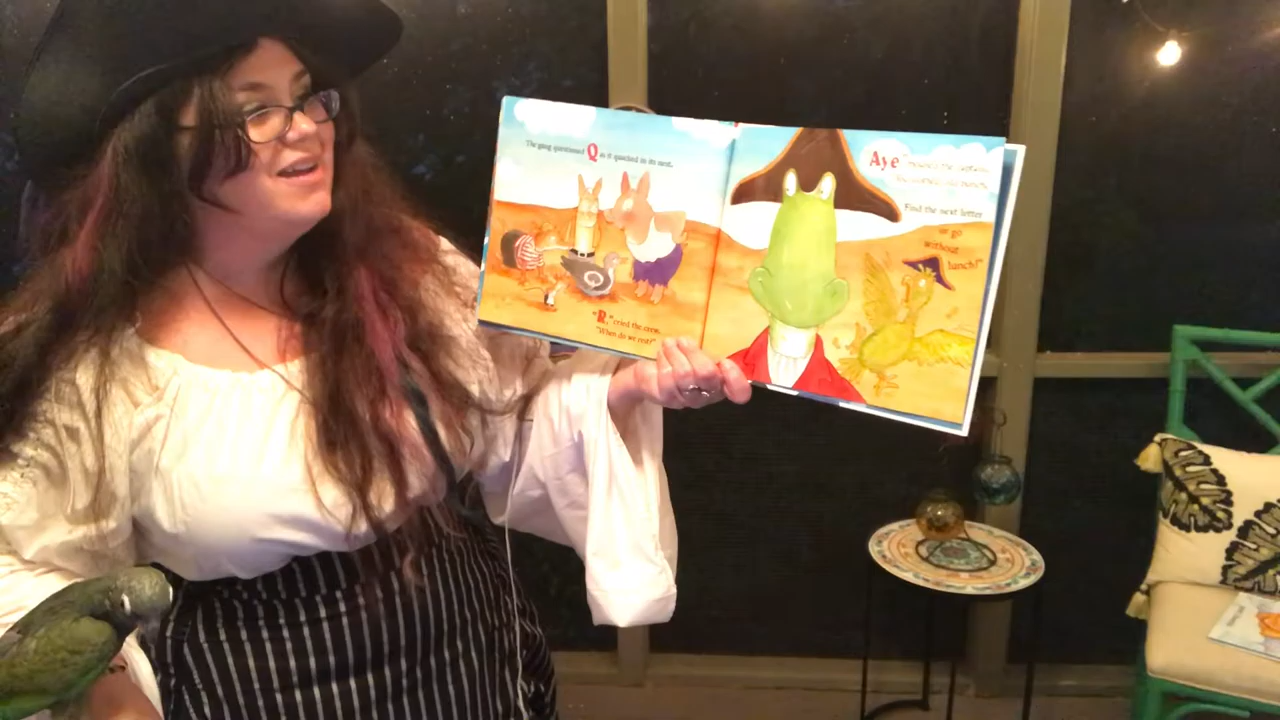 The gang questioned Q as it quacked in its nest.
"R," cried the crew.
"When do we rest?"
Aye
Find the next letter
or go
without
lunch!"